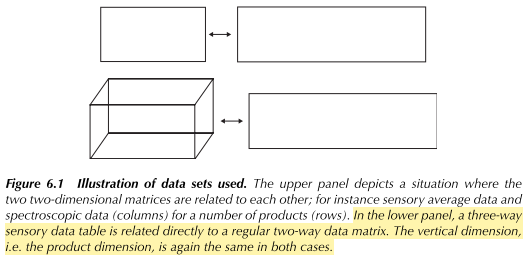 Figure 6.1 Illustration of data sets used. The upper panel depicts a situation where the
two two-dimensional matrices are related to each other; for instance sensory average data and
spectroscopic data (columns) for a number of products (rows). In the lower panel, a three-way
sensory data table is related directly to a regular two-way data matrix. The vertical dimension,
i.e. the product dimension, is again the same in both cases.